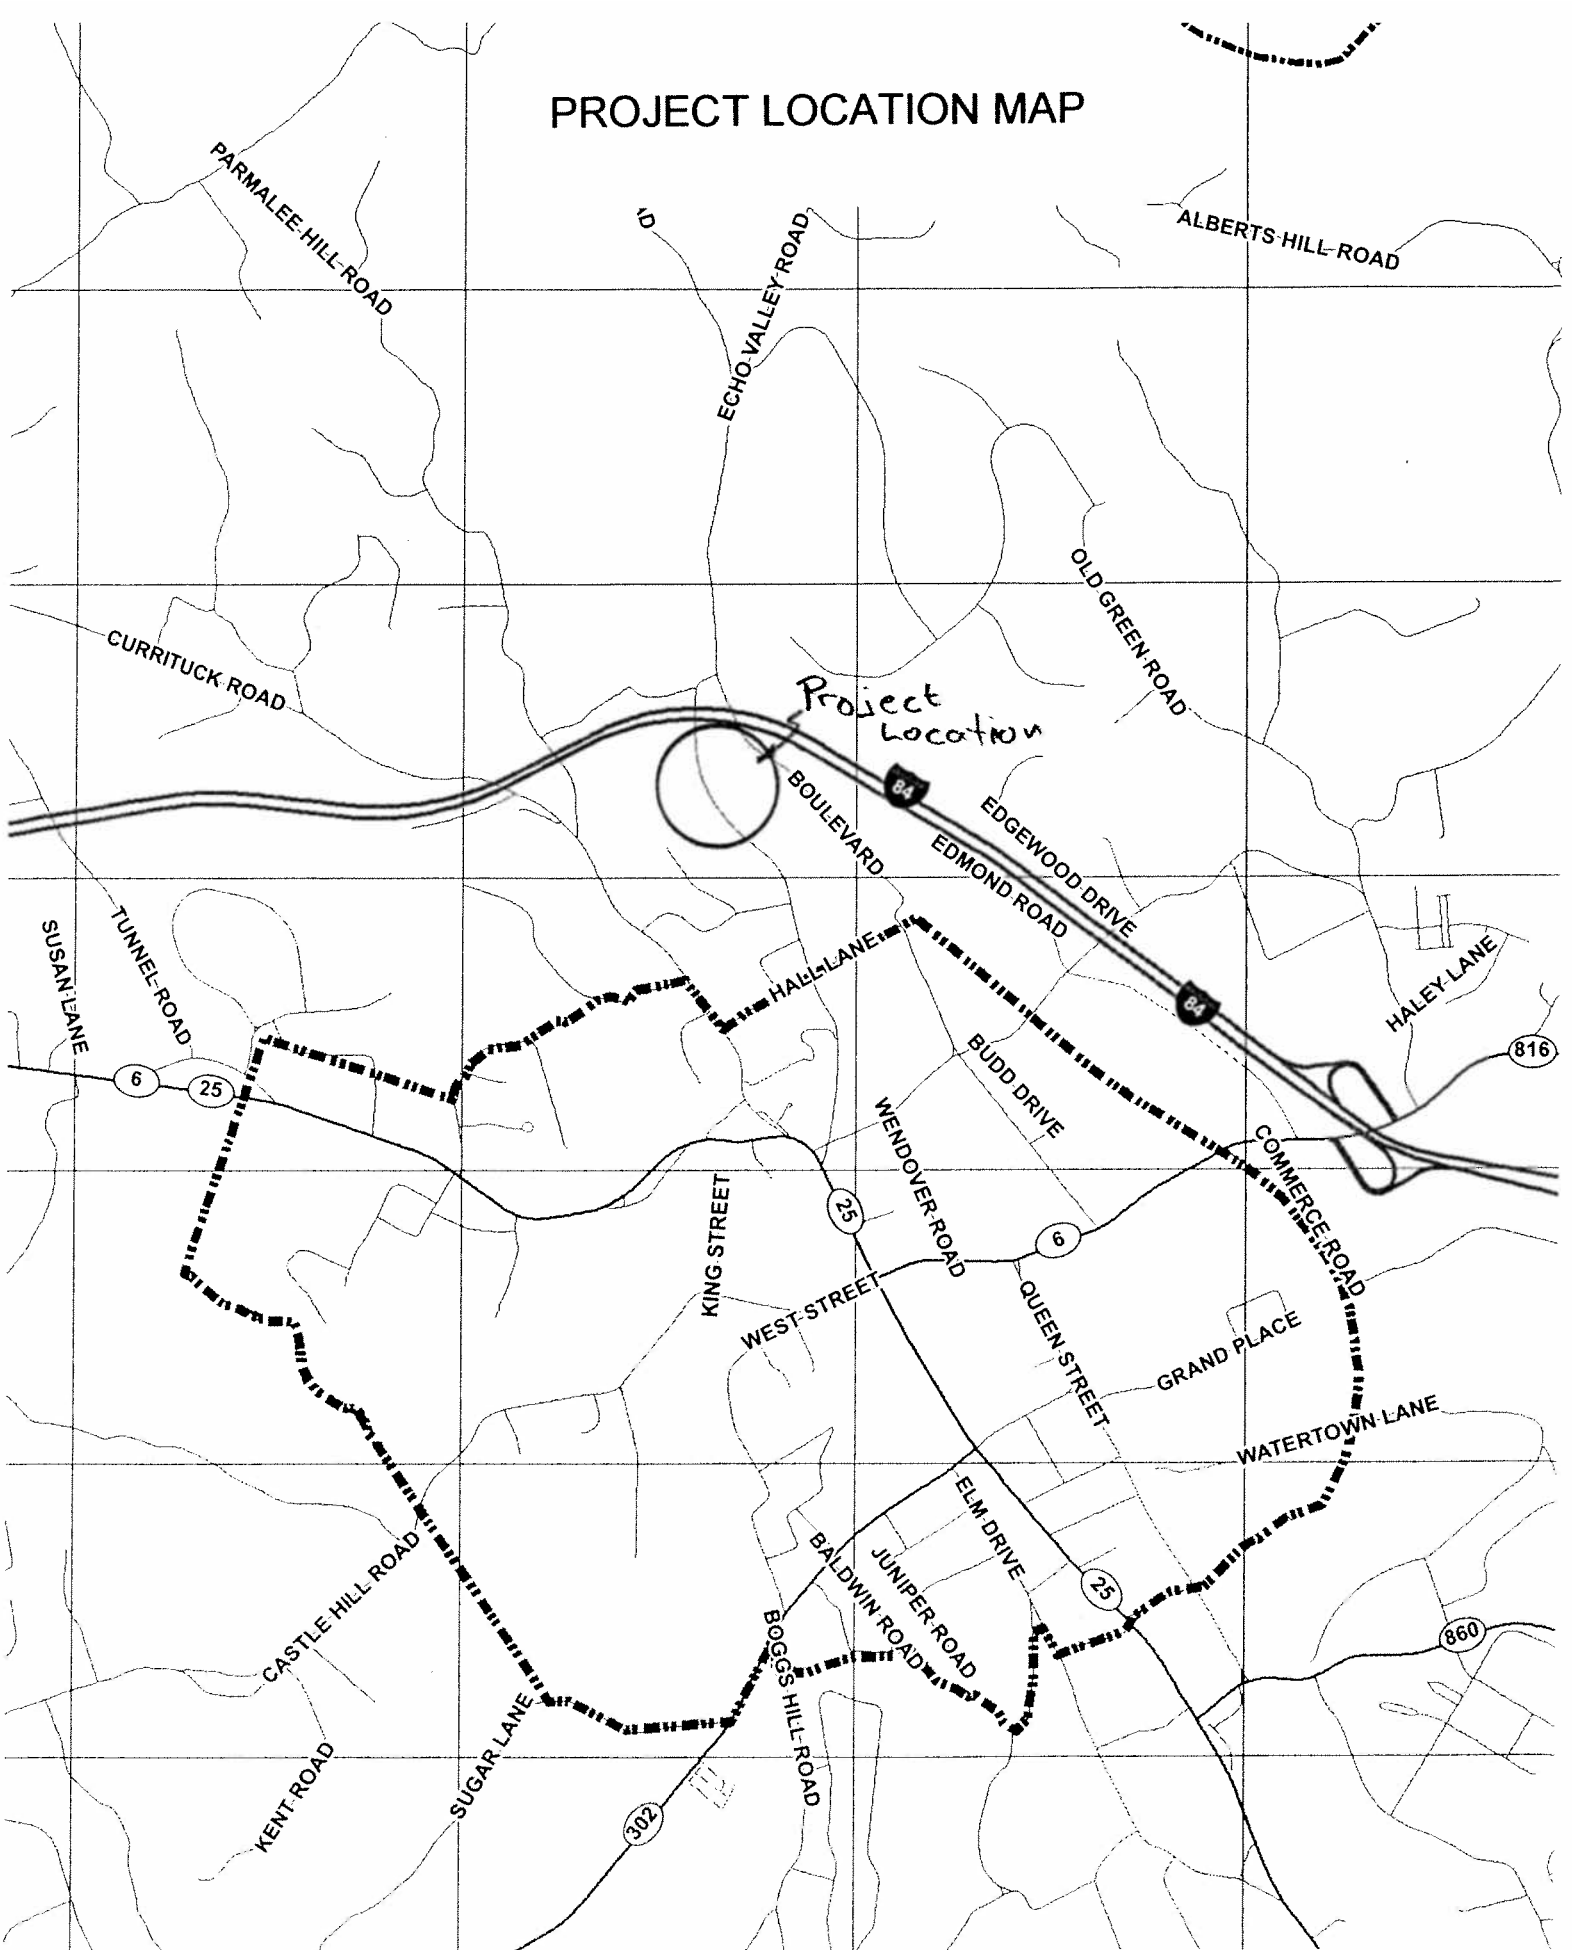 PROJECT LOCATION MAP
PARMALEE HILL ROAD
ECHO VALLEY ROAD
ALBERTS HILL ROAD
OLD GREEN ROAD
CURRITUCK ROAD
Project
Location
BOULEVARD
84
EDGEWOOD DRIVE
EDMOND ROAD
SUSAN LANE
TUNNEL ROAD
HALL LANE
84
HALEY LANE
816
6
25
BUDD DRIVE
WENDOVER ROAD
COMMERCE ROAD
KING STREET
25
6
WEST STREET
QUEEN STREET
GRAND PLACE
WATERTOWN LANE
ELM DRIVE
CASTLE HILL ROAD
BALDWIN ROAD
JUNIPER ROAD
25
BOGGS HILL ROAD
860
KENT ROAD
SUGAR LANE
302